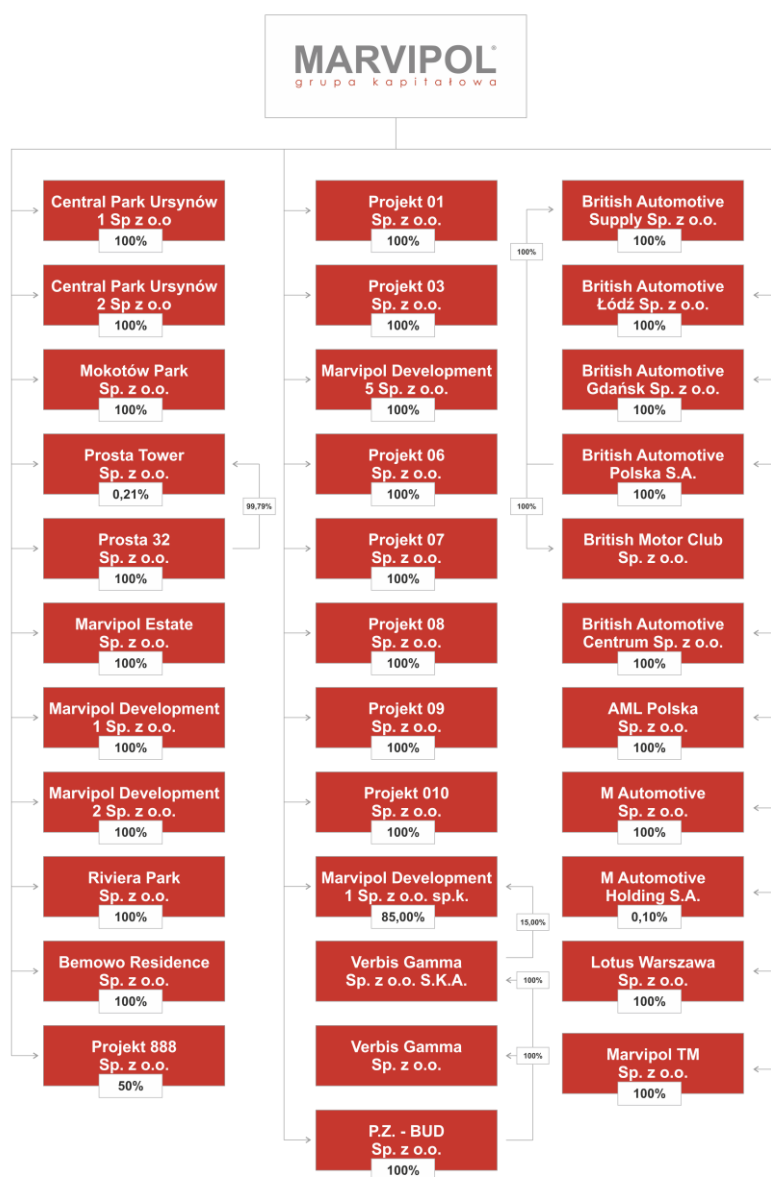 MARVIPOL®
grupa kapitałowa
Central Park Ursynów
1 Sp z o.o
100%
Central Park Ursynów
2 Sp z o.o
100%
Mokotów Park
Sp. z o.o.
100%
Prosta Tower
Sp. z o.o.
0,21%
99,79%
Prosta 32
Sp. z o.o.
100%
Marvipol Estate
Sp. z o.o.
100%
Marvipol Development
1 Sp. z o.o.
100%
Marvipol Development
2 Sp. z o.o.
100%
Riviera Park
Sp. z o.o.
100%
Bemowo Residence
Sp. z o.o.
100%
Projekt 888
Sp. z o.o.
50%
Projekt 01
Sp. z o.o.
100%
Projekt 03
Sp. z o.o.
100%
Marvipol Development
5 Sp. z o.o.
100%
Projekt 06
Sp. z o.o.
100%
Projekt 07
Sp. z o.o.
100%
Projekt 08
Sp. z o.o.
100%
Projekt 09
Sp. z o.o.
100%
Projekt 010
Sp. z o.o.
100%
Marvipol Development
1 Sp. z o.o. sp.k.
85,00%
15,00%
Verbis Gamma
Sp. z o.o. S.K.A.
100%
Verbis Gamma
Sp. z o.o.
100%
P.Z. - BUD
Sp. z o.o.
100%
British Automotive
Supply Sp. z o.o.
100%
100%
British Automotive
Łódź Sp. z o.o.
100%
British Automotive
Gdańsk Sp. z o.o.
100%
British Automotive
Polska S.A.
100%
100%
British Motor Club
Sp. z o.o.
British Automotive
Centrum Sp. z o.o.
100%
AML Polska
Sp. z o.o.
100%
M Automotive
Sp. z o.o.
100%
M Automotive
Holding S.A.
0,10%
Lotus Warszawa
Sp. z o.o.
100%
Marvipol TM
Sp. z o.o.
100%